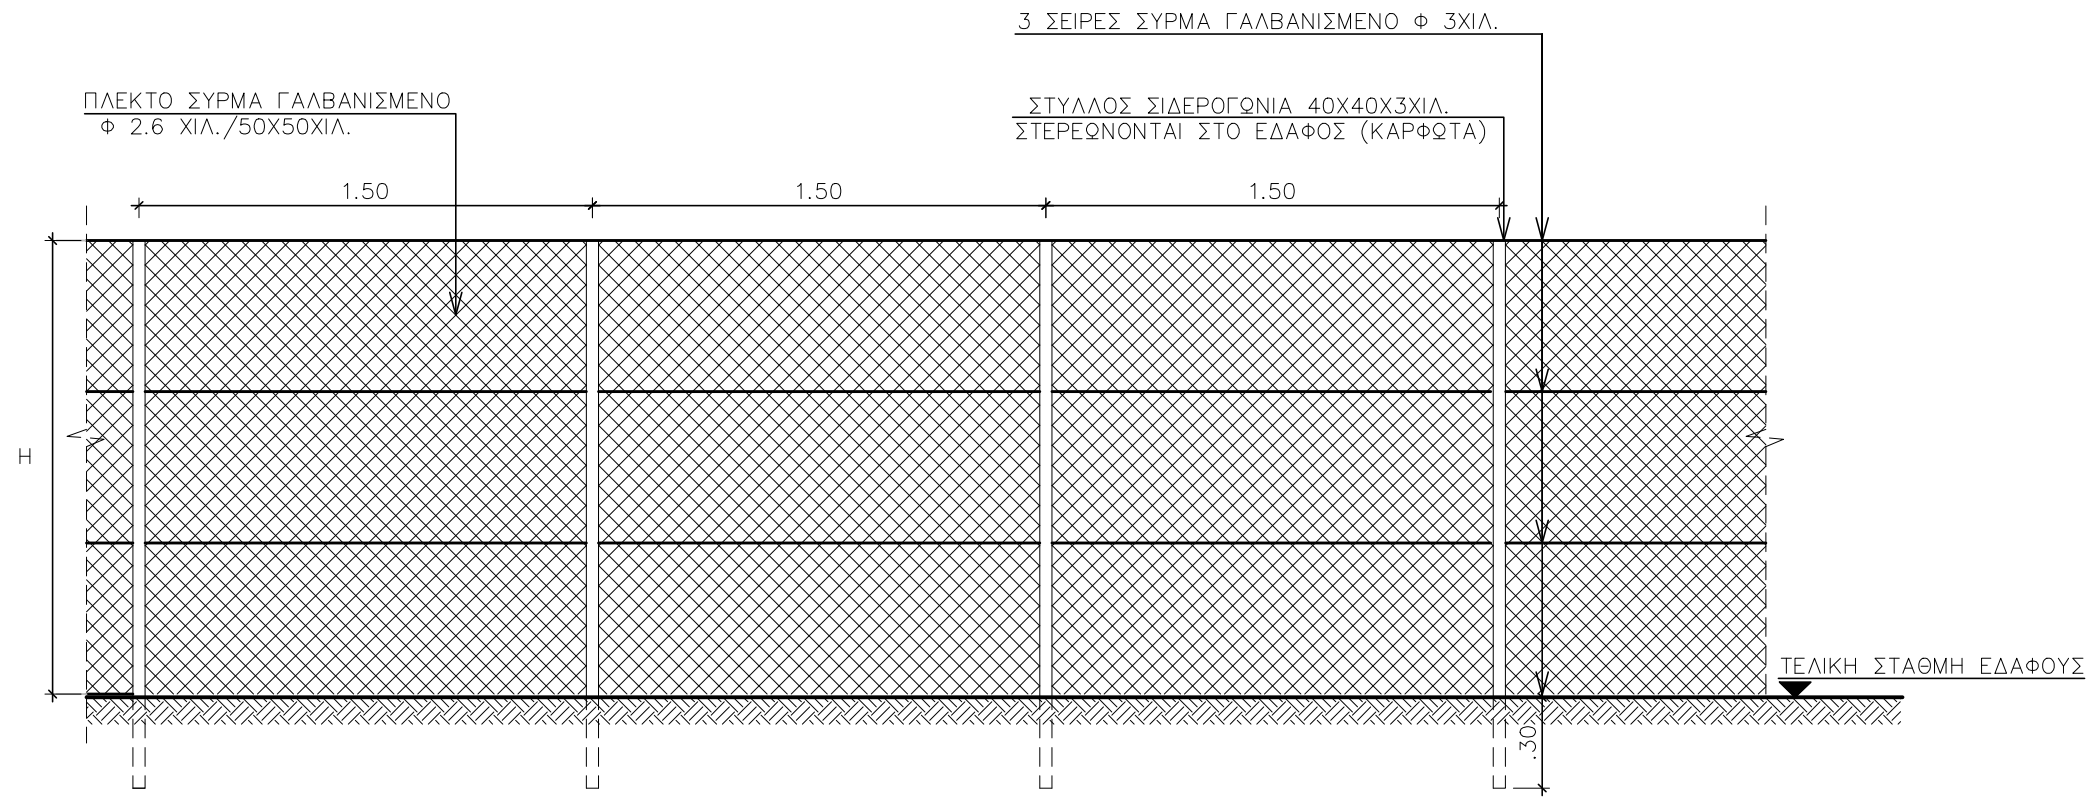 3 ΣΕΙΡΕΣ ΣΥΡΜΑ ΓΑΛΒΑΝΙΣΜΕΝΟ Φ 3ΧΙΛ.
ΠΛΕΚΤΟ ΣΥΡΜΑ ΓΑΛΒΑΝΙΣΜΕΝΟ
Φ 2.6 ΧΙΛ./50Χ50ΧΙΛ.
ΣΤΥΛΛΟΣ ΣΙΔΕΡΟΓΩΝΙΑ 40Χ40Χ3ΧΙΛ.
ΣΤΕΡΕΩΝΟΝΤΑΙ ΣΤΟ ΕΔΑΦΟΣ (ΚΑΡΦΩΤΑ)
1.50
1.50
1.50
Η
ΤΕΛΙΚΗ ΣΤΑΘΜΗ ΕΔΑΦΟΥΣ
.30